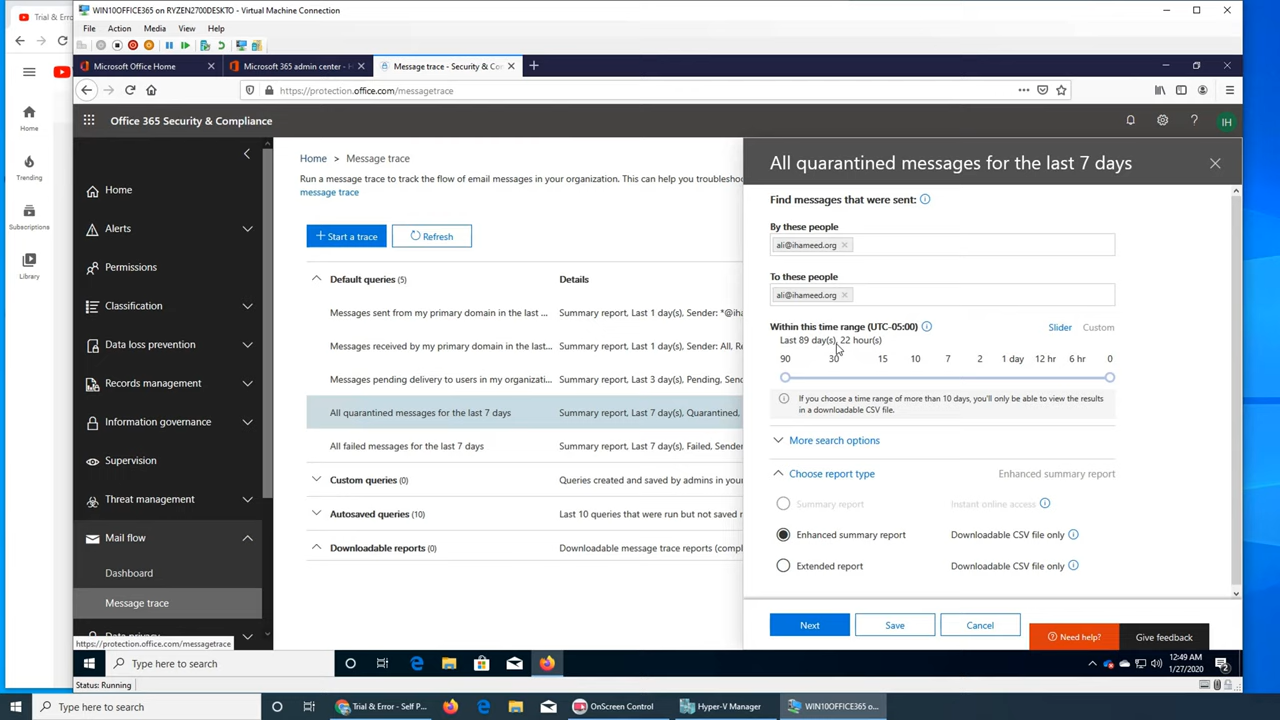 Trial & Erro
Home
Trending
Subscriptions
Library
WIN10OFFICE365 on RYZEN2700DESKTO - Virtual Machine Connection
File Action Media View Help
Microsoft Office Home
Microsoft 365 admin center - H
Message trace - Security & Co
https://protection.office.com/messagetrace
Office 365 Security & Compliance
IH
Home
Alerts
Permissions
Classification
Data loss prevention
Records management
Information governance
Supervision
Threat management
Mail flow
Dashboard
Message trace
Data privacy
https://protection.office.com/messagetrace
Home > Message trace
Run a message trace to track the flow of email messages in your organization. This can help you troubleshoo
message trace
+ Start a trace
Refresh
Default queries (5) Details
Messages sent from my primary domain in the last ... Summary report, Last 1 day(s), Sender: *@iha
Messages received by my primary domain in the last ... Summary report, Last 1 day(s), Sender: All, Re
Messages pending delivery to users in my organizati... Summary report, Last 3 day(s), Pending, Send
All quarantined messages for the last 7 days Summary report, Last 7 day(s), Quarantined,
All failed messages for the last 7 days Summary report, Last 7 day(s), Failed, Sender
Custom queries (0) Queries created and saved by admins in your
Autosaved queries (10) Last 10 queries that were run but not saved
Downloadable reports (0) Downloadable message trace reports (comple
All quarantined messages for the last 7 days
Find messages that were sent:
By these people
ali@ihameed.org
To these people
ali@ihameed.org
Within this time range (UTC-05:00) Slider Custom
Last 89 day(s), 22 hour(s)
90 30 15 10 7 2 1 day 12 hr 6 hr 0
If you choose a time range of more than 10 days, you'll only be able to view the results
in a downloadable CSV file.
More search options
Choose report type Enhanced summary report
Summary report Instant online access
Enhanced summary report Downloadable CSV file only
Extended report Downloadable CSV file only
Next
Save
Cancel
Need help?
Give feedback
Type here to search
12:49 AM
1/27/2020
2
Status: Running
Type here to search
Trial & Error - Self P...
OnScreen Control
Hyper-V Manager
WIN10OFFICE365 o...